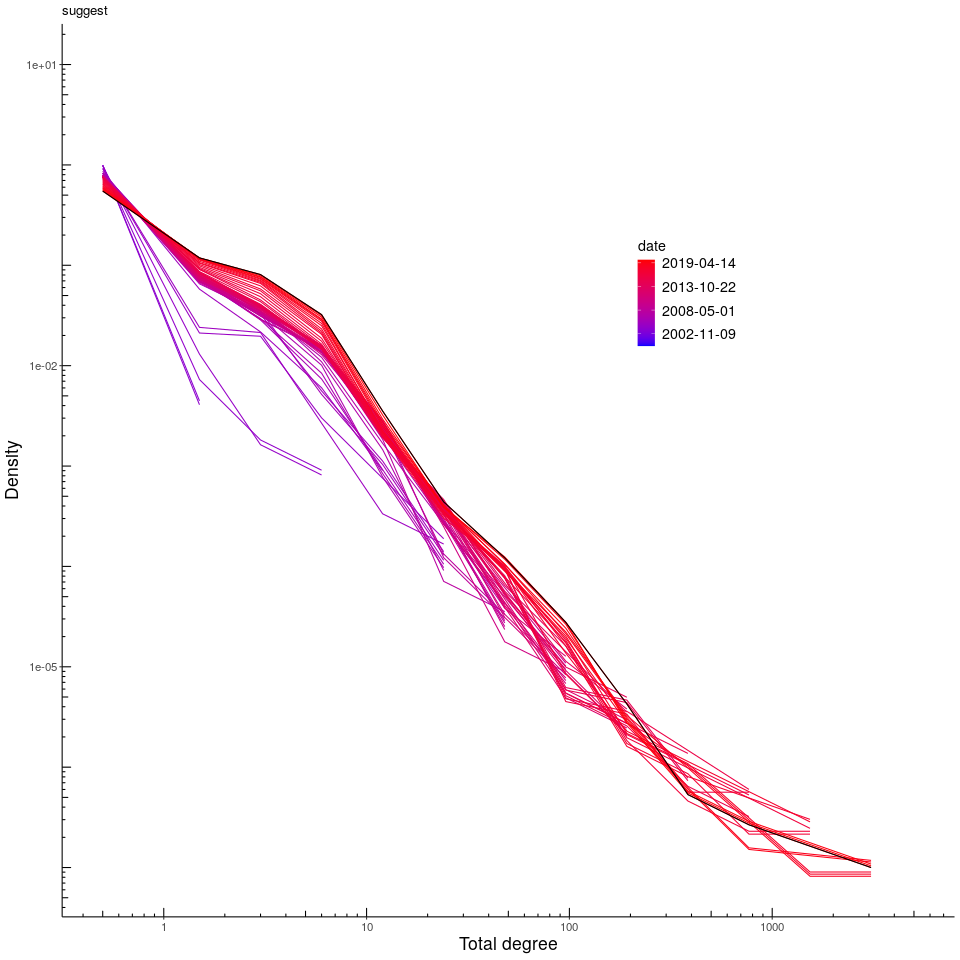 suggest
1e+01
1e-02
1e-05
Density
1
10
100
1000
Total degree
date
2019-04-14
2013-10-22
2008-05-01
2002-11-09